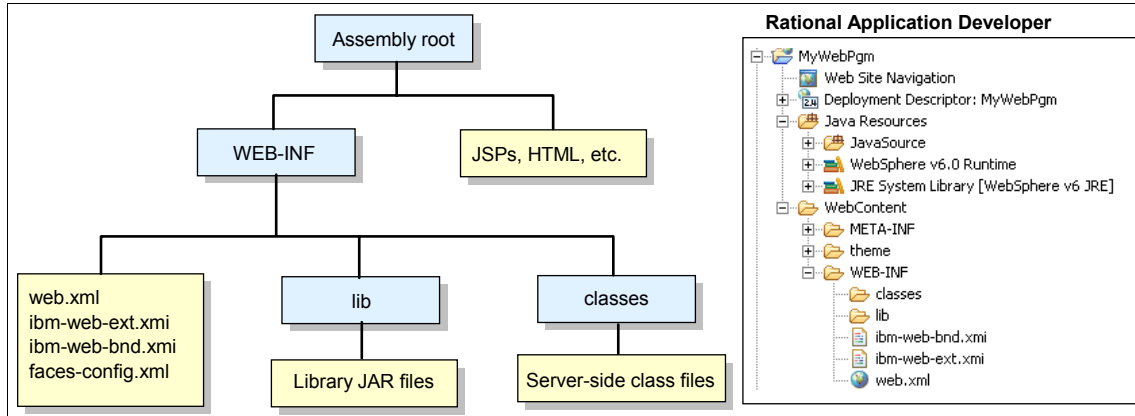 Assembly root
WEB-INF
JSPs, HTML, etc.
web.xml
ibm-web-ext.xmi
ibm-web-bnd.xmi
faces-config.xml
lib
classes
Library JAR files
Server-side class files
Rational Application Developer
MyWebPgm
Web Site Navigation
2.4
Deployment Descriptor: MyWebPgm
Java Resources
JavaSource
WebSphere v6.0 Runtime
JRE System Library [WebSphere v6 JRE]
WebContent
META-INF
theme
WEB-INF
classes
lib
ibm-web-bnd.xmi
ibm-web-ext.xmi
web.xml